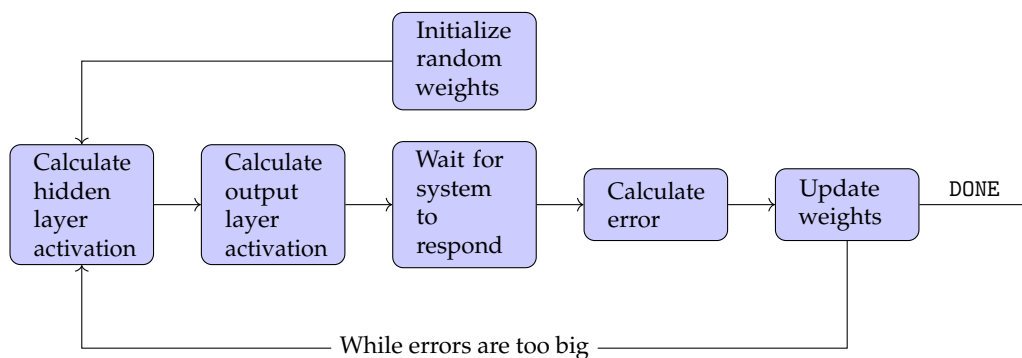 Initialize
random
weights
Calculate
hidden
layer
activation
Calculate
output
layer
activation
Wait for
system
to
respond
Calculate
error
Update
weights
DONE
While errors are too big